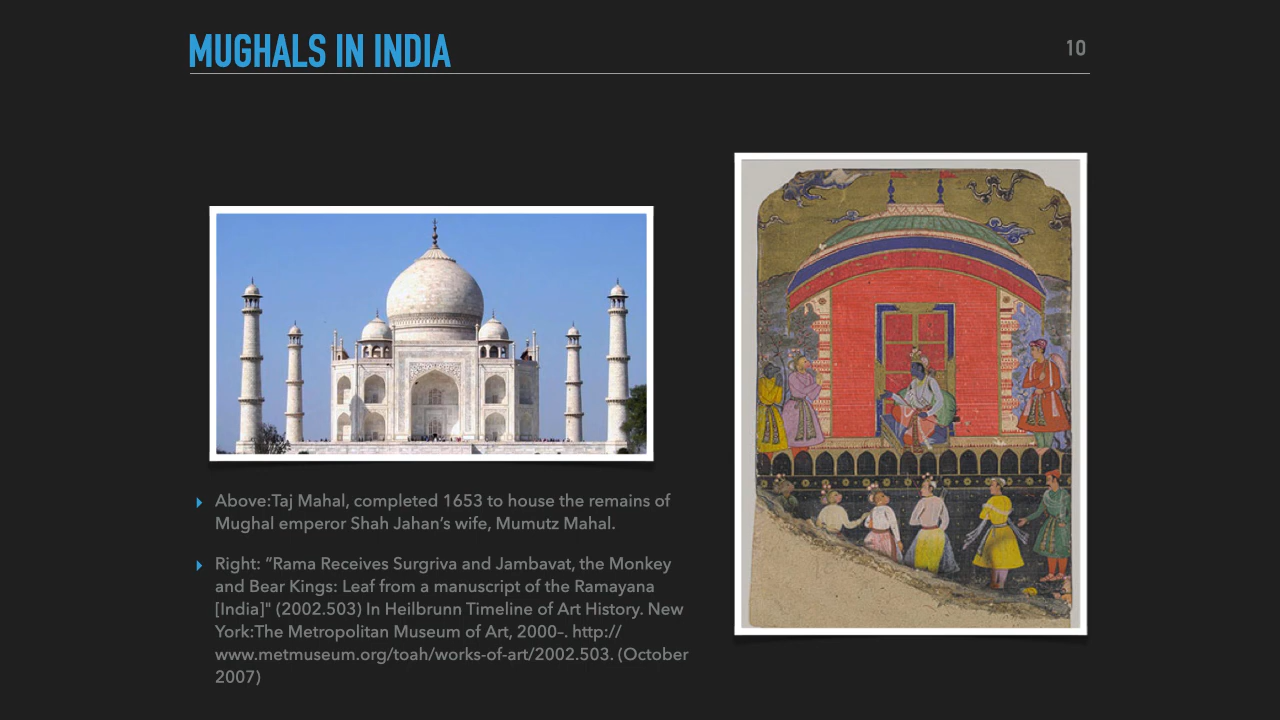 MUGHALS IN INDIA
10
Above:Taj Mahal, completed 1653 to house the remains of
Mughal emperor Shah Jahan’s wife, Mumutz Mahal.
Right: ”Rama Receives Surgriva and Jambavat, the Monkey
and Bear Kings: Leaf from a manuscript of the Ramayana
[India]" (2002.503) In Heilbrunn Timeline of Art History. New
York:The Metropolitan Museum of Art, 2000–. http://
www.metmuseum.org/toah/works-of-art/2002.503. (October
2007)